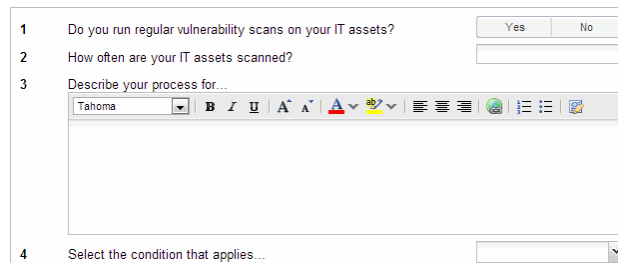 1 Do you run regular vulnerability scans on your IT assets? Yes No
2 How often are your IT assets scanned?
3 Describe your process for...
Tahoma B I U A A A ab
4 Select the condition that applies...